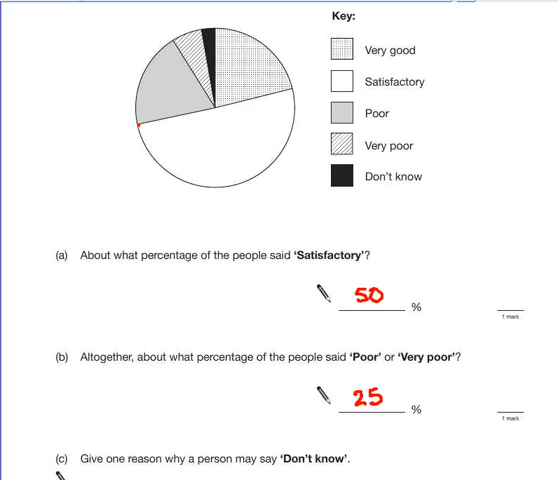 Key:
Very good
Satisfactory
Poor
Very poor
Don't know
(a) About what percentage of the people said ‘Satisfactory’?
50 %
1 mark
(b) Altogether, about what percentage of the people said ‘Poor’ or ‘Very poor’?
25 %
1 mark
(c) Give one reason why a person may say ‘Don't know’.